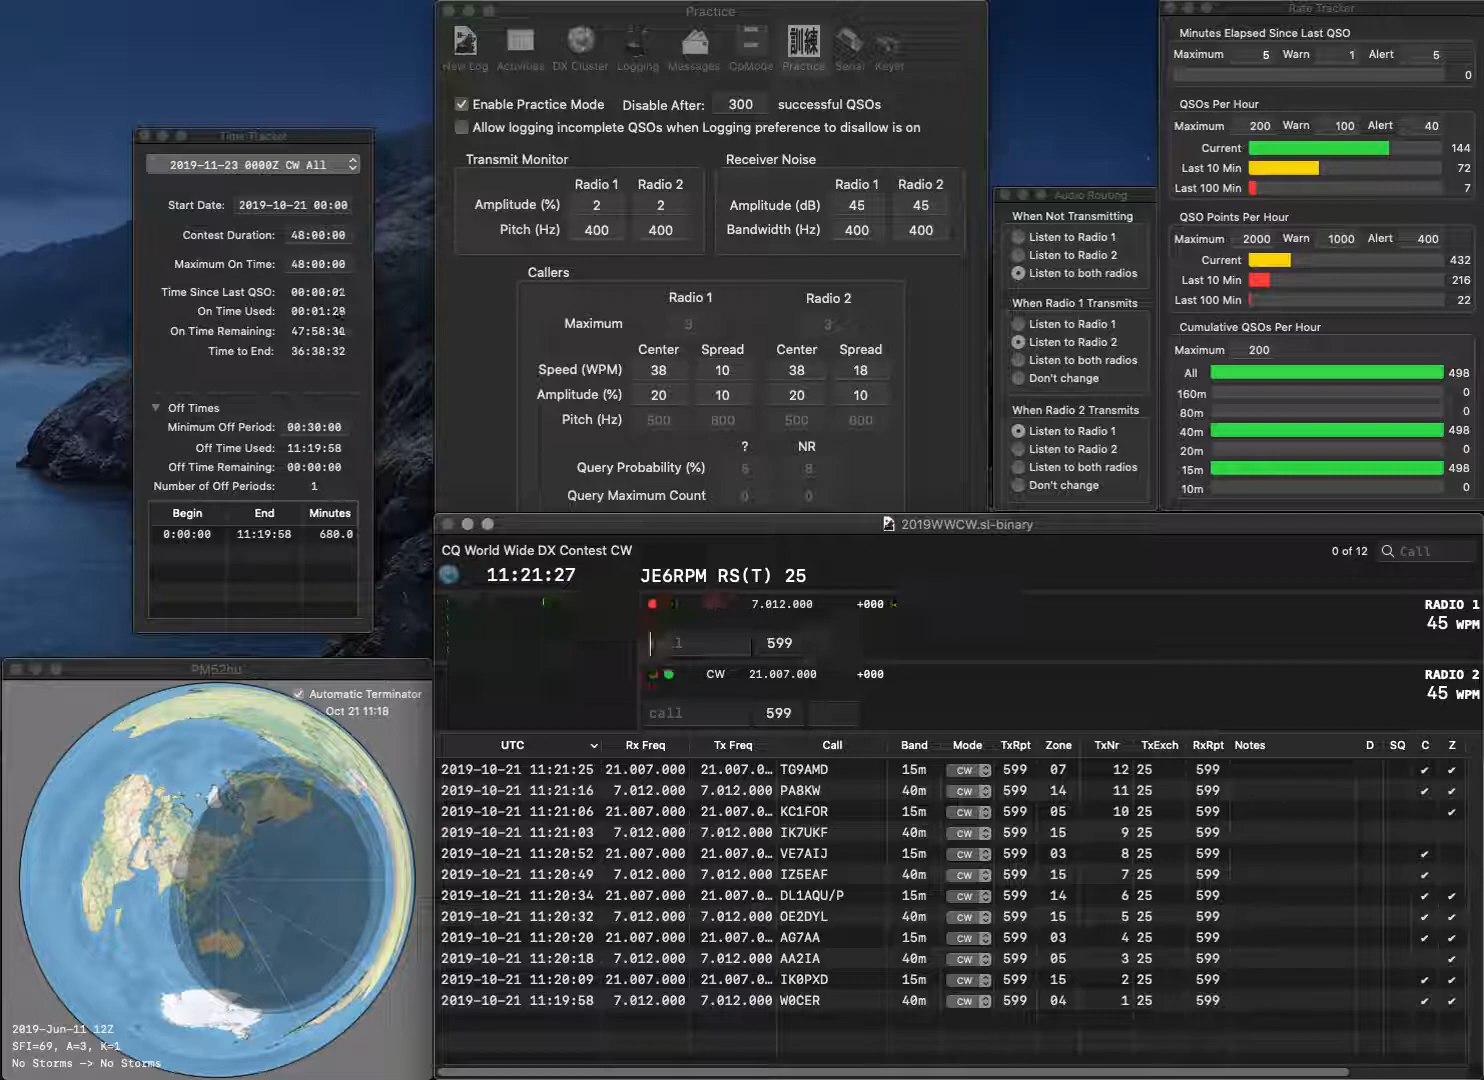 Practice
New Log Activities DX Cluster Logging Messages OpMode Practice Serial Keyer
訓練
Enable Practice Mode Disable After: 300 successful QSOs
Allow logging incomplete QSOs when Logging preference to disallow is on
Transmit Monitor
Radio 1 Radio 2
Amplitude (%) 2 2
Pitch (Hz) 400 400
Receiver Noise
Radio 1 Radio 2
Amplitude (dB) 45 45
Bandwidth (Hz) 400 400
Callers
Radio 1 Radio 2
Maximum 3 3
Center Spread Center Spread
Speed (WPM) 38 10 38 18
Amplitude (%) 20 10 20 10
Pitch (Hz) 500 800 500 800
? NR
Query Probability (%)
Query Maximum Count 0 0
Time Tracker
2019-11-23 0000Z CW All
Start Date: 2019-10-21 00:00
Contest Duration: 48:00:00
Maximum On Time: 48:00:00
Time Since Last QSO: 00:00:01
On Time Used: 00:01:28
On Time Remaining: 47:58:31
Time to End: 36:38:32
Off Times
Minimum Off Period: 00:30:00
Off Time Used: 11:19:58
Off Time Remaining: 00:00:00
Number of Off Periods: 1
Begin End Minutes
0:00:00 11:19:58 680.0
Audio Routing
When Not Transmitting
Listen to Radio 1
Listen to Radio 2
Listen to both radios
When Radio 1 Transmits
Listen to Radio 1
Listen to Radio 2
Listen to both radios
Don't change
When Radio 2 Transmits
Listen to Radio 1
Listen to Radio 2
Listen to both radios
Don't change
Rate Tracker
Minutes Elapsed Since Last QSO
Maximum 5 Warn 1 Alert 5
0
QSOs Per Hour
Maximum 200 Warn 100 Alert 40
Current 144
Last 10 Min 72
Last 100 Min 7
QSO Points Per Hour
Maximum 2000 Warn 1000 Alert 400
Current 432
Last 10 Min 216
Last 100 Min 22
Cumulative QSOs Per Hour
Maximum 200
All 498
160m 0
80m 0
40m 498
20m 0
15m 498
10m 0
PM52hu
Automatic Terminator
Oct 21 11:18
2019-Jun-11 12Z
SFI=69, A=3, K=1
No Storms -> No Storms
2019WWCW.sl-binary
CQ World Wide DX Contest CW 0 of 12 Call
11:21:27 JE6RPM RS(T) 25
7.012.000 +000 RADIO 1
45 WPM
599
CW 21.007.000 +000 RADIO 2
45 WPM
call 599
UTC Rx Freq Tx Freq Call Band Mode TxRpt Zone TxNr TxExch RxRpt Notes D SQ C Z
2019-10-21 11:21:25 21.007.000 21.007.0… TG9AMD 15m CW 599 07 12 25 599 ✔ ✔
2019-10-21 11:21:16 7.012.000 7.012.000 PA8KW 40m CW 599 14 11 25 599 ✔ ✔
2019-10-21 11:21:06 21.007.000 21.007.0… KC1FOR 15m CW 599 05 10 25 599 ✔
2019-10-21 11:21:03 7.012.000 7.012.000 IK7UKF 40m CW 599 15 9 25 599
2019-10-21 11:20:52 21.007.000 21.007.0… VE7AIJ 15m CW 599 03 8 25 599 ✔
2019-10-21 11:20:49 7.012.000 7.012.000 IZ5EAF 40m CW 599 15 7 25 599 ✔
2019-10-21 11:20:34 21.007.000 21.007.0… DL1AQU/P 15m CW 599 14 6 25 599 ✔ ✔
2019-10-21 11:20:32 7.012.000 7.012.000 OE2DYL 40m CW 599 15 5 25 599 ✔ ✔
2019-10-21 11:20:20 21.007.000 21.007.0… AG7AA 15m CW 599 03 4 25 599 ✔ ✔
2019-10-21 11:20:18 7.012.000 7.012.000 AA2IA 40m CW 599 05 3 25 599 ✔
2019-10-21 11:20:09 21.007.000 21.007.0… IK0PXD 15m CW 599 15 2 25 599 ✔ ✔
2019-10-21 11:19:58 7.012.000 7.012.000 W0CER 40m CW 599 04 1 25 599 ✔ ✔